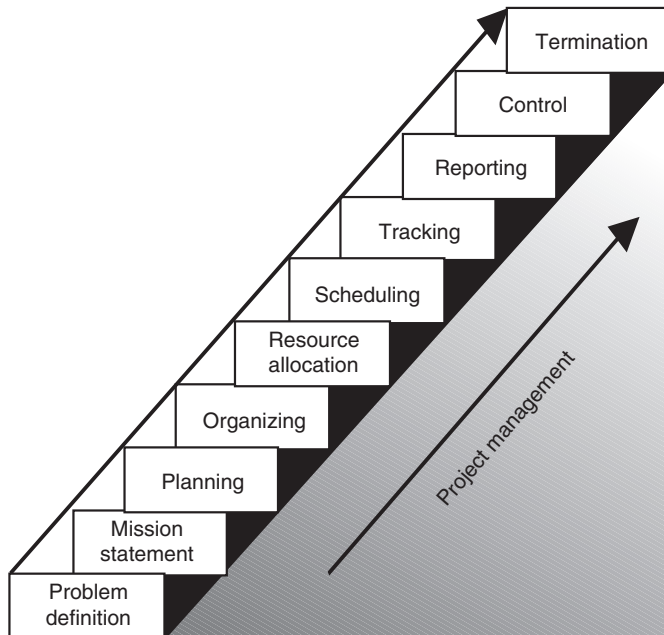 Termination
Control
Reporting
Tracking
Scheduling
Resource
allocation
Organizing
Planning
Mission
statement
Problem
definition
Project management